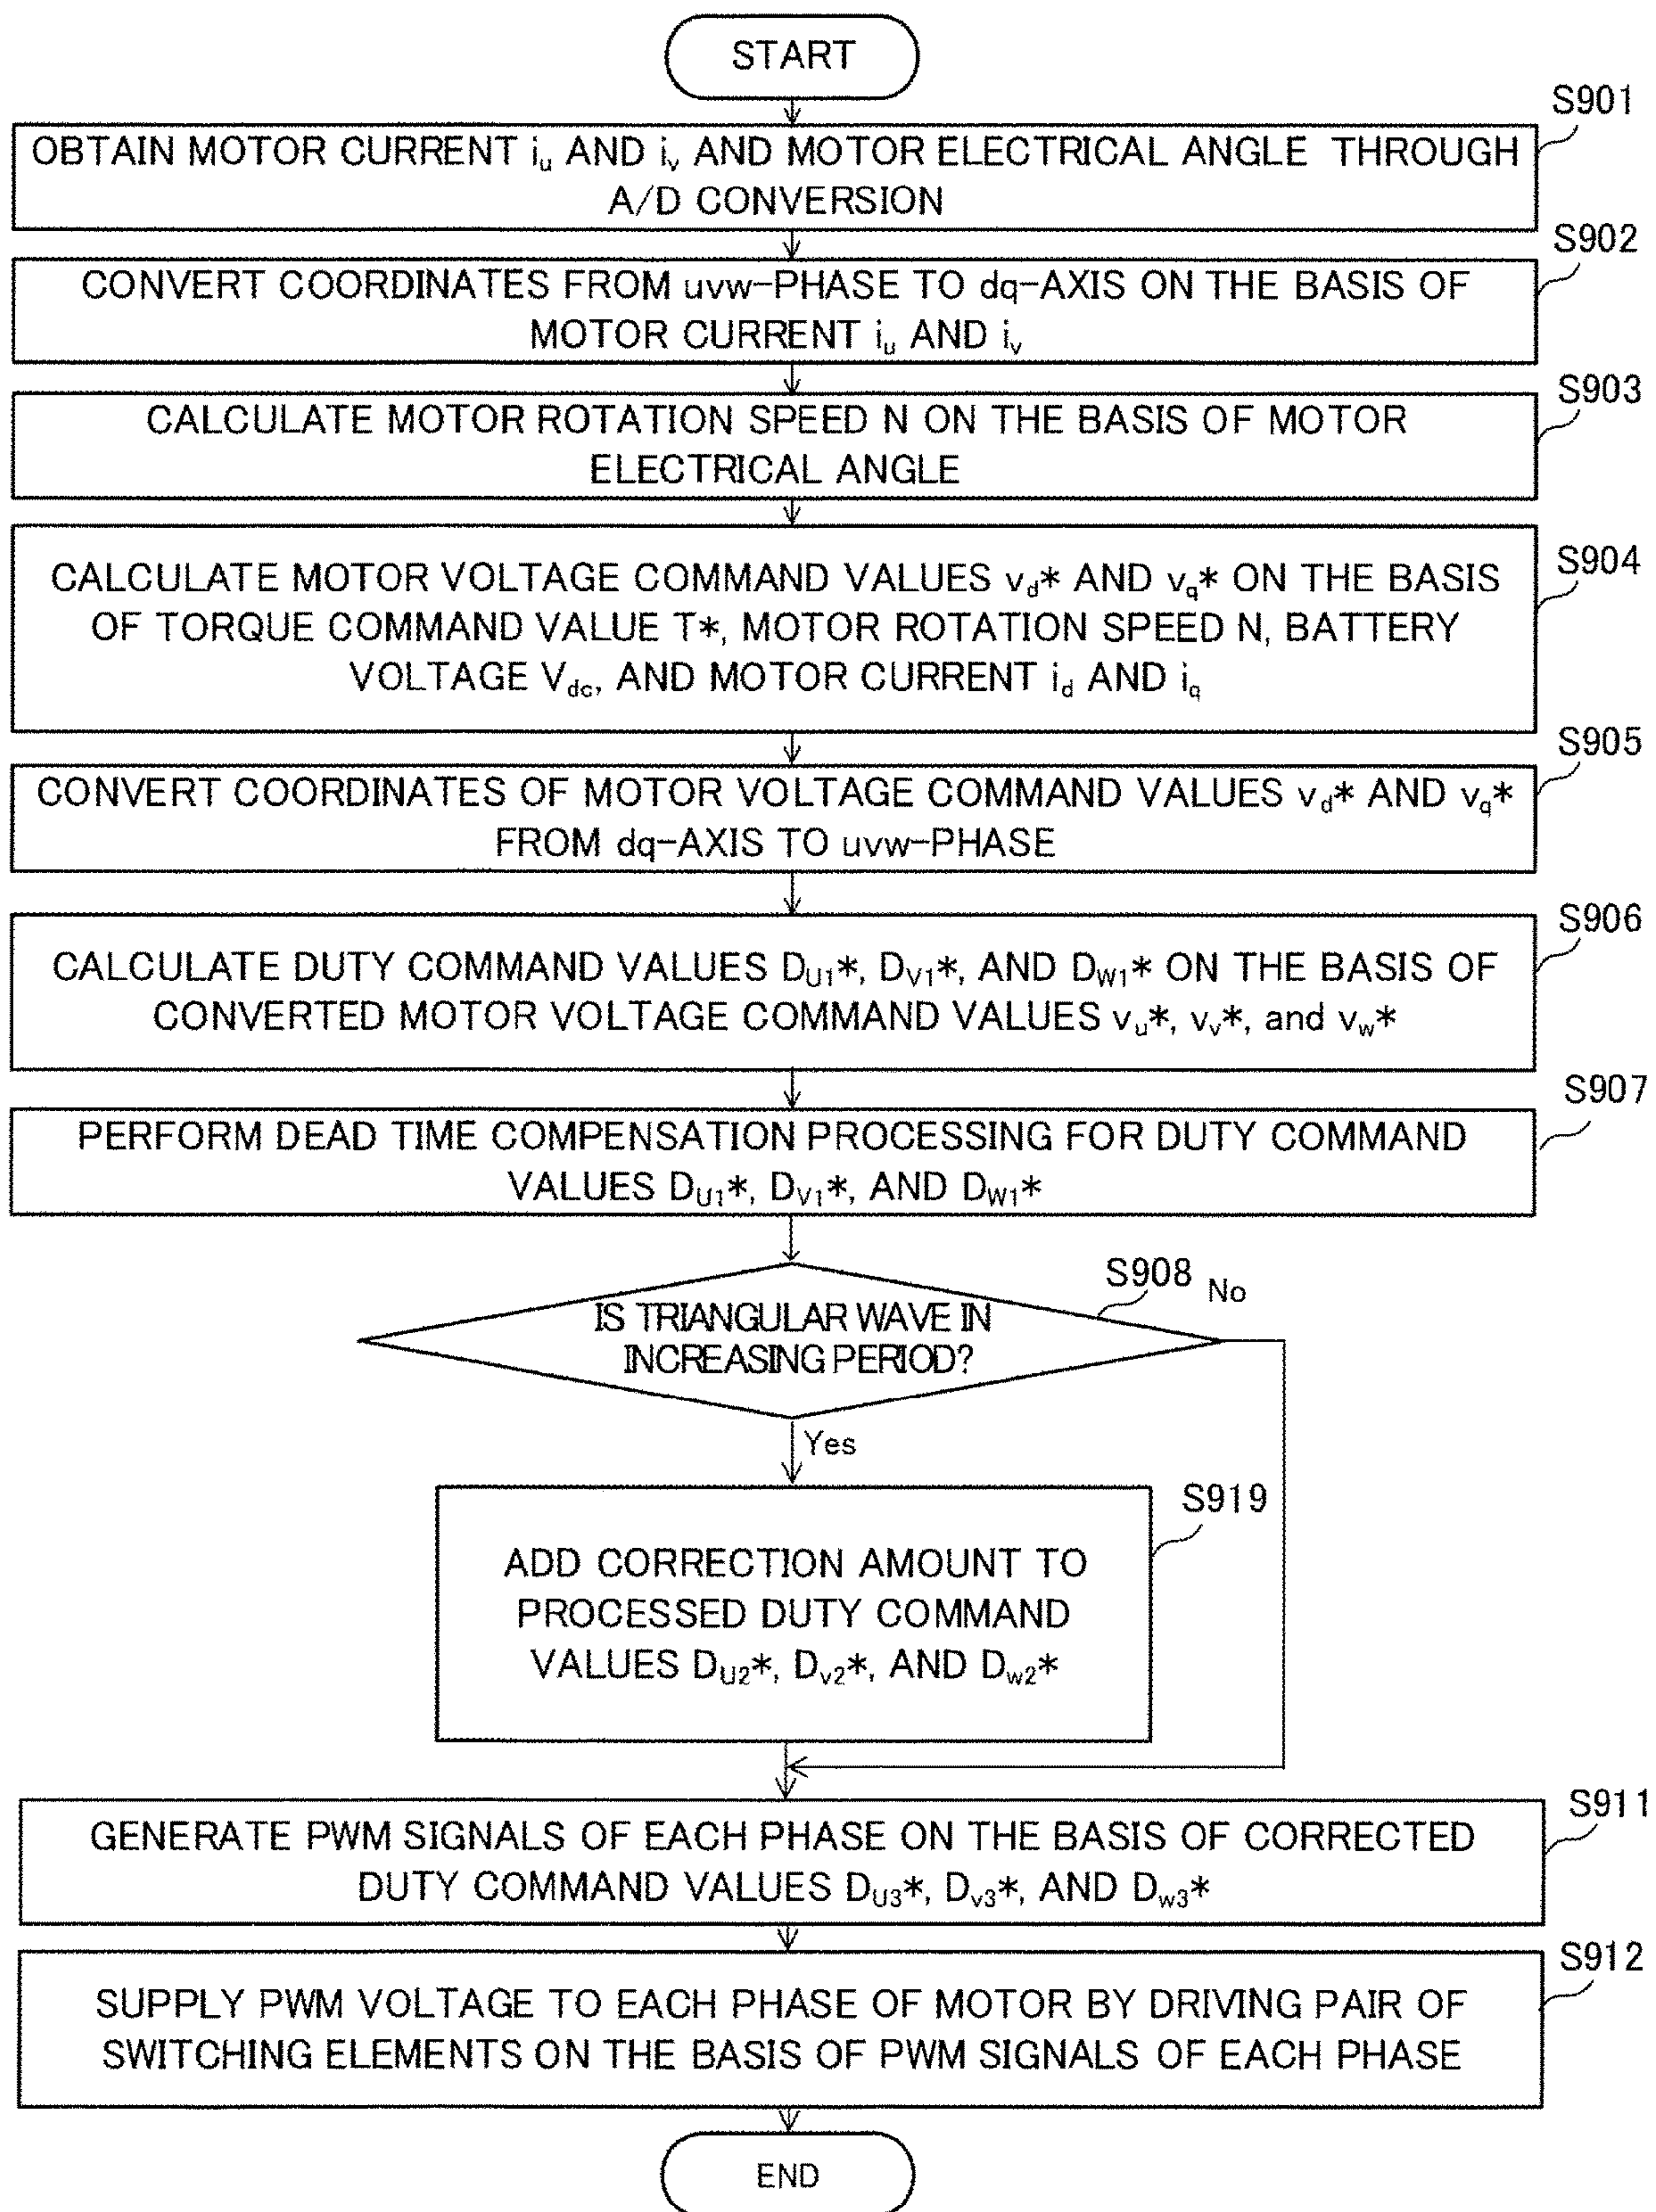 START
S901
OBTAIN MOTOR CURRENT iu AND iv AND MOTOR ELECTRICAL ANGLE THROUGH
A/D CONVERSION
S902
CONVERT COORDINATES FROM uvw-PHASE TO dq-AXIS ON THE BASIS OF
MOTOR CURRENT iu AND iv
S903
CALCULATE MOTOR ROTATION SPEED N ON THE BASIS OF MOTOR
ELECTRICAL ANGLE
S904
CALCULATE MOTOR VOLTAGE COMMAND VALUES vd* AND vq* ON THE BASIS
OF TORQUE COMMAND VALUE T*, MOTOR ROTATION SPEED N, BATTERY
VOLTAGE Vdc, AND MOTOR CURRENT id AND iq
S905
CONVERT COORDINATES OF MOTOR VOLTAGE COMMAND VALUES vd* AND vq*
FROM dq-AXIS TO uvw-PHASE
S906
CALCULATE DUTY COMMAND VALUES DU1*, DV1*, AND DW1* ON THE BASIS OF
CONVERTED MOTOR VOLTAGE COMMAND VALUES vu*, vv*, and vw*
S907
PERFORM DEAD TIME COMPENSATION PROCESSING FOR DUTY COMMAND
VALUES DU1*, DV1*, AND DW1*
S908
No
IS TRIANGULAR WAVE IN
INCREASING PERIOD?
Yes
S919
ADD CORRECTION AMOUNT TO
PROCESSED DUTY COMMAND
VALUES DU2*, Dv2*, AND Dw2*
S911
GENERATE PWM SIGNALS OF EACH PHASE ON THE BASIS OF CORRECTED
DUTY COMMAND VALUES DU3*, Dv3*, AND Dw3*
S912
SUPPLY PWM VOLTAGE TO EACH PHASE OF MOTOR BY DRIVING PAIR OF
SWITCHING ELEMENTS ON THE BASIS OF PWM SIGNALS OF EACH PHASE
END